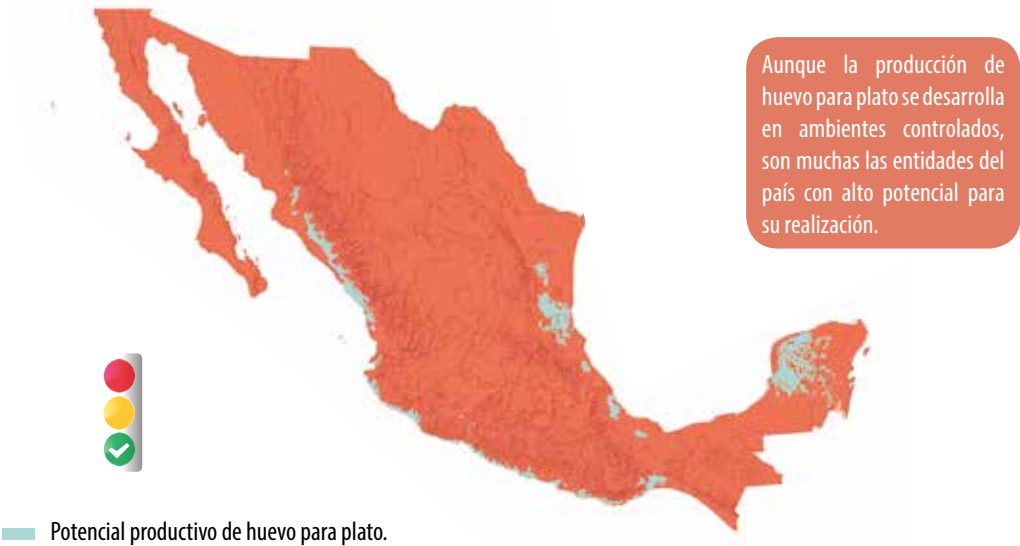 Aunque la producción de
huevo para plato se desarrolla
en ambientes controlados,
son muchas las entidades del
país con alto potencial para
su realización.
Potencial productivo de huevo para plato.